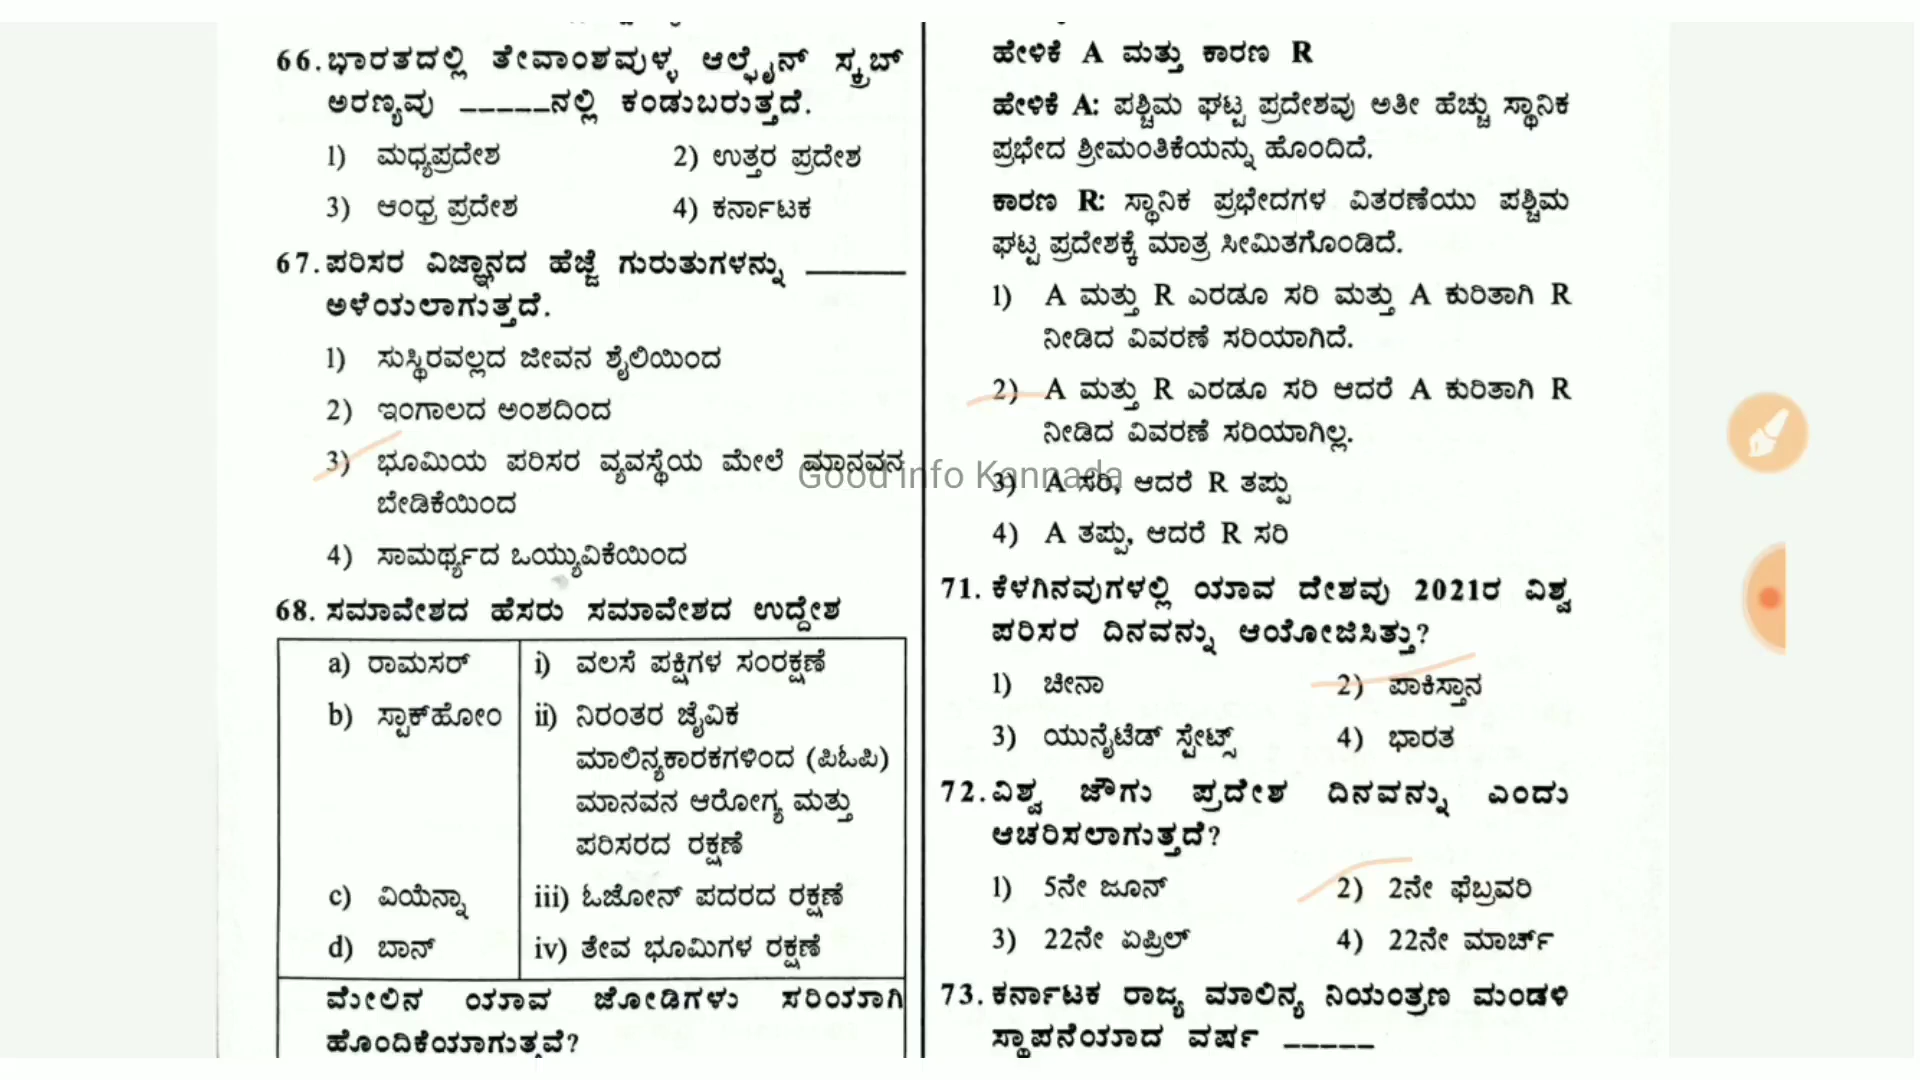 66. ಭಾರತದಲ್ಲಿ ತೇವಾಂಶವುಳ್ಳ ಆಲ್ಫೈನ್ ಸ್ಕ್ರಬ್
ಅರಣ್ಯವು _____ನಲ್ಲಿ ಕಂಡುಬರುತ್ತದೆ.
1) ಮಧ್ಯಪ್ರದೇಶ 2) ಉತ್ತರ ಪ್ರದೇಶ
3) ಆಂಧ್ರ ಪ್ರದೇಶ 4) ಕರ್ನಾಟಕ
67. ಪರಿಸರ ವಿಜ್ಞಾನದ ಹೆಜ್ಜೆ ಗುರುತುಗಳನ್ನು ______
ಅಳೆಯಲಾಗುತ್ತದೆ.
1) ಸುಸ್ಥಿರವಲ್ಲದ ಜೀವನ ಶೈಲಿಯಿಂದ
2) ಇಂಗಾಲದ ಅಂಶದಿಂದ
3) ಭೂಮಿಯ ಪರಿಸರ ವ್ಯವಸ್ಥೆಯ ಮೇಲೆ ಮಾನವನ
ಬೇಡಿಕೆಯಿಂದ
4) ಸಾಮರ್ಥ್ಯದ ಒಯ್ಯುವಿಕೆಯಿಂದ
68. ಸಮಾವೇಶದ ಹೆಸರು ಸಮಾವೇಶದ ಉದ್ದೇಶ
a) ರಾಮಸರ್ i) ವಲಸೆ ಪಕ್ಷಿಗಳ ಸಂರಕ್ಷಣೆ
b) ಸ್ಟಾಕ್‌ಹೋಂ ii) ನಿರಂತರ ಜೈವಿಕ
ಮಾಲಿನ್ಯಕಾರಕಗಳಿಂದ (ಪಿಓಪಿ)
ಮಾನವನ ಆರೋಗ್ಯ ಮತ್ತು
ಪರಿಸರದ ರಕ್ಷಣೆ
c) ವಿಯೆನ್ನಾ iii) ಓಜೋನ್ ಪದರದ ರಕ್ಷಣೆ
d) ಬಾನ್ iv) ತೇವ ಭೂಮಿಗಳ ರಕ್ಷಣೆ
ಮೇಲಿನ ಯಾವ ಜೋಡಿಗಳು ಸರಿಯಾಗಿ
ಹೊಂದಿಕೆಯಾಗುತ್ತವೆ?
ಹೇಳಿಕೆ A ಮತ್ತು ಕಾರಣ R
ಹೇಳಿಕೆ A: ಪಶ್ಚಿಮ ಘಟ್ಟ ಪ್ರದೇಶವು ಅತೀ ಹೆಚ್ಚು ಸ್ಥಾನಿಕ
ಪ್ರಭೇದ ಶ್ರೀಮಂತಿಕೆಯನ್ನು ಹೊಂದಿದೆ.
ಕಾರಣ R: ಸ್ಥಾನಿಕ ಪ್ರಭೇದಗಳ ವಿತರಣೆಯು ಪಶ್ಚಿಮ
ಘಟ್ಟ ಪ್ರದೇಶಕ್ಕೆ ಮಾತ್ರ ಸೀಮಿತಗೊಂಡಿದೆ.
1) A ಮತ್ತು R ಎರಡೂ ಸರಿ ಮತ್ತು A ಕುರಿತಾಗಿ R
ನೀಡಿದ ವಿವರಣೆ ಸರಿಯಾಗಿದೆ.
2) A ಮತ್ತು R ಎರಡೂ ಸರಿ ಆದರೆ A ಕುರಿತಾಗಿ R
ನೀಡಿದ ವಿವರಣೆ ಸರಿಯಾಗಿಲ್ಲ.
Good info Kannada
3) A ಸರಿ, ಆದರೆ R ತಪ್ಪು
4) A ತಪ್ಪು, ಆದರೆ R ಸರಿ
71. ಕೆಳಗಿನವುಗಳಲ್ಲಿ ಯಾವ ದೇಶವು 2021ರ ವಿಶ್ವ
ಪರಿಸರ ದಿನವನ್ನು ಆಯೋಜಿಸಿತ್ತು?
1) ಚೀನಾ 2) ಪಾಕಿಸ್ತಾನ
3) ಯುನೈಟೆಡ್ ಸ್ಟೇಟ್ಸ್ 4) ಭಾರತ
72. ವಿಶ್ವ ಜೌಗು ಪ್ರದೇಶ ದಿನವನ್ನು ಎಂದು
ಆಚರಿಸಲಾಗುತ್ತದೆ?
1) 5ನೇ ಜೂನ್ 2) 2ನೇ ಫೆಬ್ರವರಿ
3) 22ನೇ ಏಪ್ರಿಲ್ 4) 22ನೇ ಮಾರ್ಚ್
73. ಕರ್ನಾಟಕ ರಾಜ್ಯ ಮಾಲಿನ್ಯ ನಿಯಂತ್ರಣ ಮಂಡಳಿ
ಸ್ಥಾಪನೆಯಾದ ವರ್ಷ _____